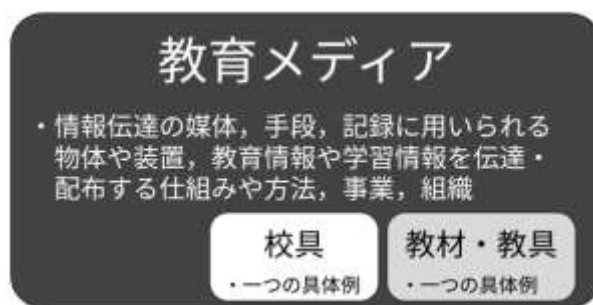 教育メディア
・情報伝達の媒体，手段，記録に用いられる
物体や装置，教育情報や学習情報を伝達・
配布する仕組みや方法，事業，組織
校具
・一つの具体例
教材・教具
・一つの具体例